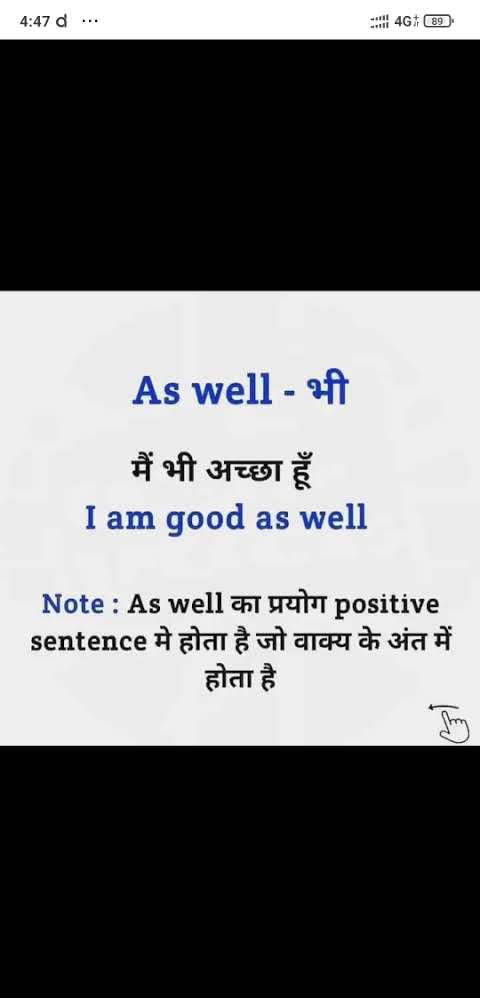 4:47 d ...
4G 89
As well - भी
मैं भी अच्छा हूँ
I am good as well
Note : As well का प्रयोग positive
sentence मे होता है जो वाक्य के अंत में
होता है